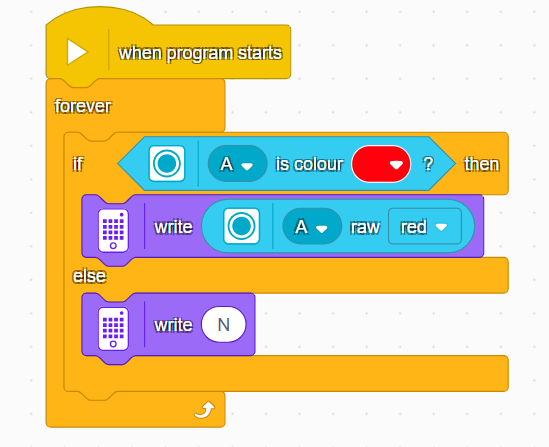 when program starts
forever
if A is colour ? then
write A raw red
else
write N